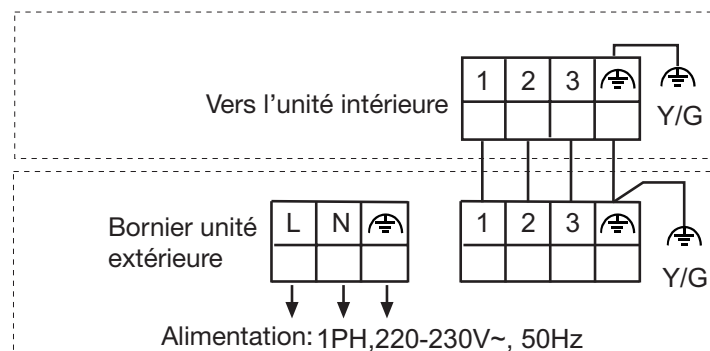 1 2 3
Vers l'unité intérieure
Y/G
Bornier unité
extérieure
L N
1 2 3
Y/G
Alimentation: 1PH,220-230V~, 50Hz